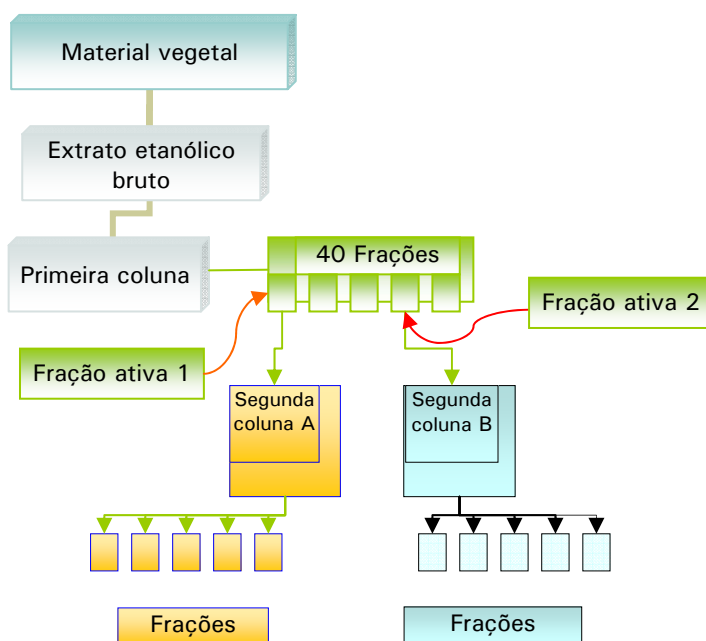 Material vegetal
Extrato etanólico
bruto
Primeira coluna
40 Frações
Fração ativa 2
Fração ativa 1
Segunda
coluna A
Segunda
coluna B
Frações
Frações